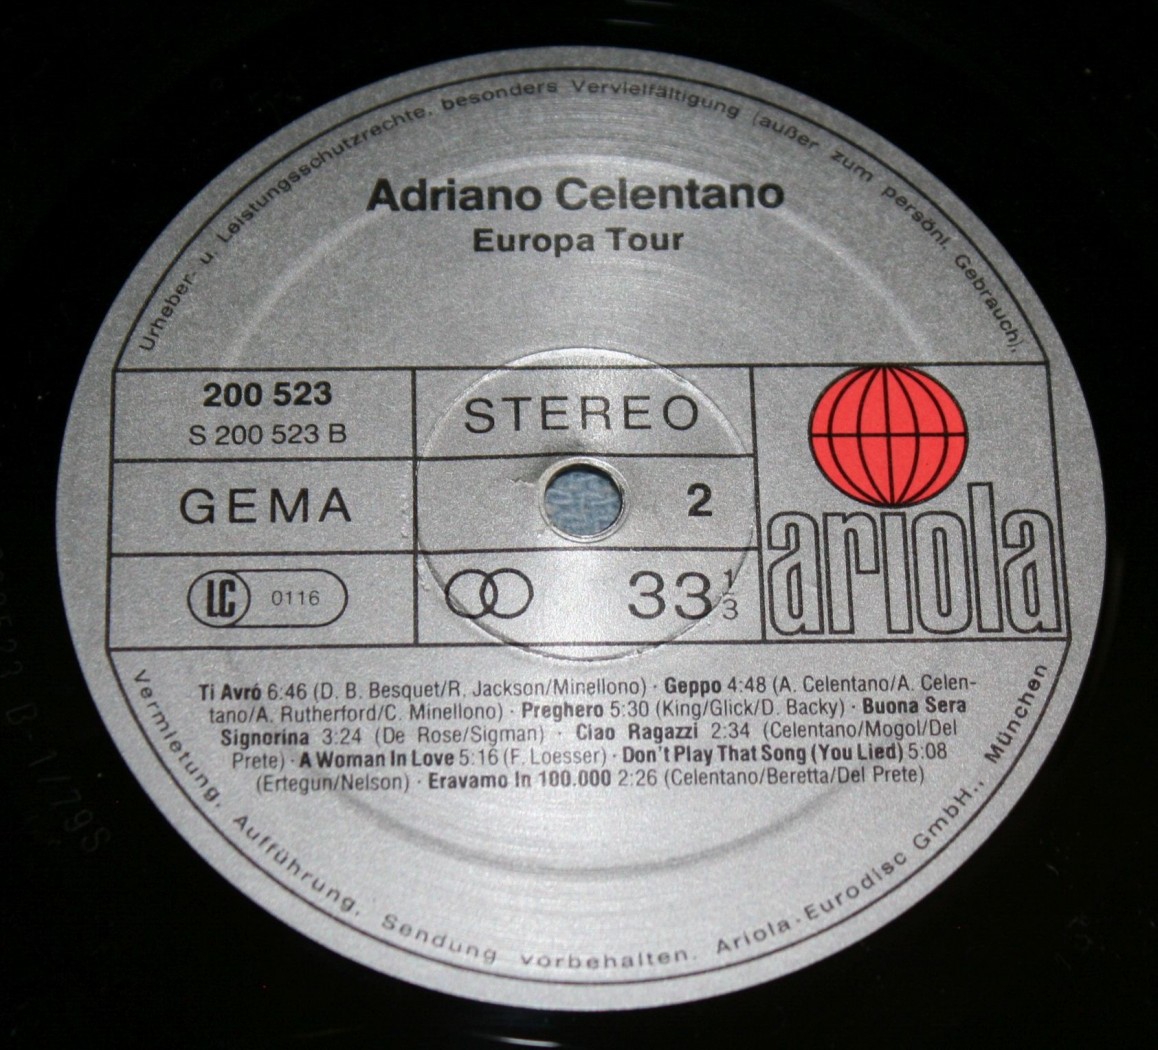 Urheber- u. Leistungsschutzrechte, besonders Vervielfältigung (außer zum persönl. Gebrauch),
Adriano Celentano
Europa Tour
200 523
S 200 523 B
STEREO
GEMA
2
LC 0116
33 1/3
ariola
Ti Avró 6:46 (D. B. Besquet/R. Jackson/Minellono) · Geppo 4:48 (A. Celentano/A. Celen-
tano/A. Rutherford/C. Minellono) · Preghero 5:30 (King/Glick/D. Backy) · Buona Sera
Signorina 3:24 (De Rose/Sigman) · Ciao Ragazzi 2:34 (Celentano/Mogol/Del
Prete) · A Woman In Love 5:16 (F. Loesser) · Don't Play That Song (You Lied) 5:08
(Ertegun/Nelson) · Eravamo In 100.000 2:26 (Celentano/Beretta/Del Prete)
Vermietung, Aufführung, Sendung vorbehalten. Ariola-Eurodisc GmbH., München